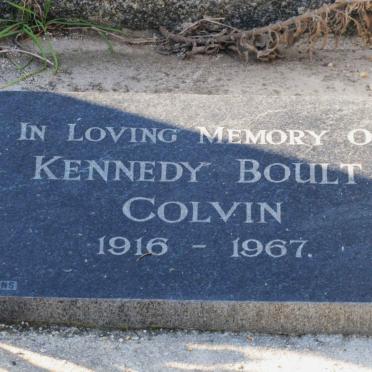 In Loving Memory O
Kennedy Boult
Colvin
1916 - 1967.